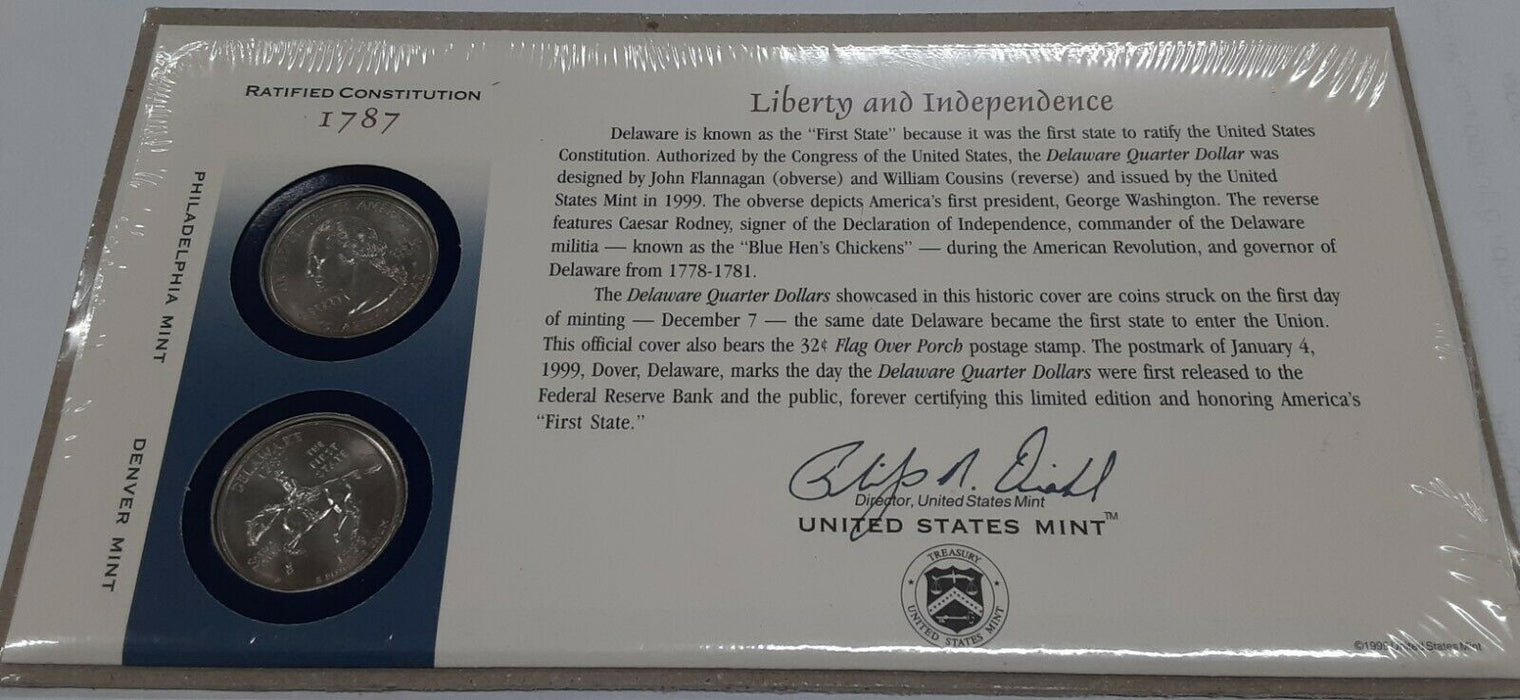 RATIFIED CONSTITUTION
1787
PHILADELPHIA MINT
DENVER MINT
DELAWARE
THE
FIRST
STATE
Liberty and Independence
Delaware is known as the “First State” because it was the first state to ratify the United States
Constitution. Authorized by the Congress of the United States, the Delaware Quarter Dollar was
designed by John Flannagan (obverse) and William Cousins (reverse) and issued by the United
States Mint in 1999. The obverse depicts America's first president, George Washington. The reverse
features Caesar Rodney, signer of the Declaration of Independence, commander of the Delaware
militia — known as the “Blue Hen's Chickens” — during the American Revolution, and governor of
Delaware from 1778-1781.
The Delaware Quarter Dollars showcased in this historic cover are coins struck on the first day
of minting — December 7 — the same date Delaware became the first state to enter the Union.
This official cover also bears the 32¢ Flag Over Porch postage stamp. The postmark of January 4,
1999, Dover, Delaware, marks the day the Delaware Quarter Dollars were first released to the
Federal Reserve Bank and the public, forever certifying this limited edition and honoring America's
“First State.”
Philip N. Diehl
Director, United States Mint
UNITED STATES MINT™
TREASURY
UNITED STATES MINT
©1999 United States Mint